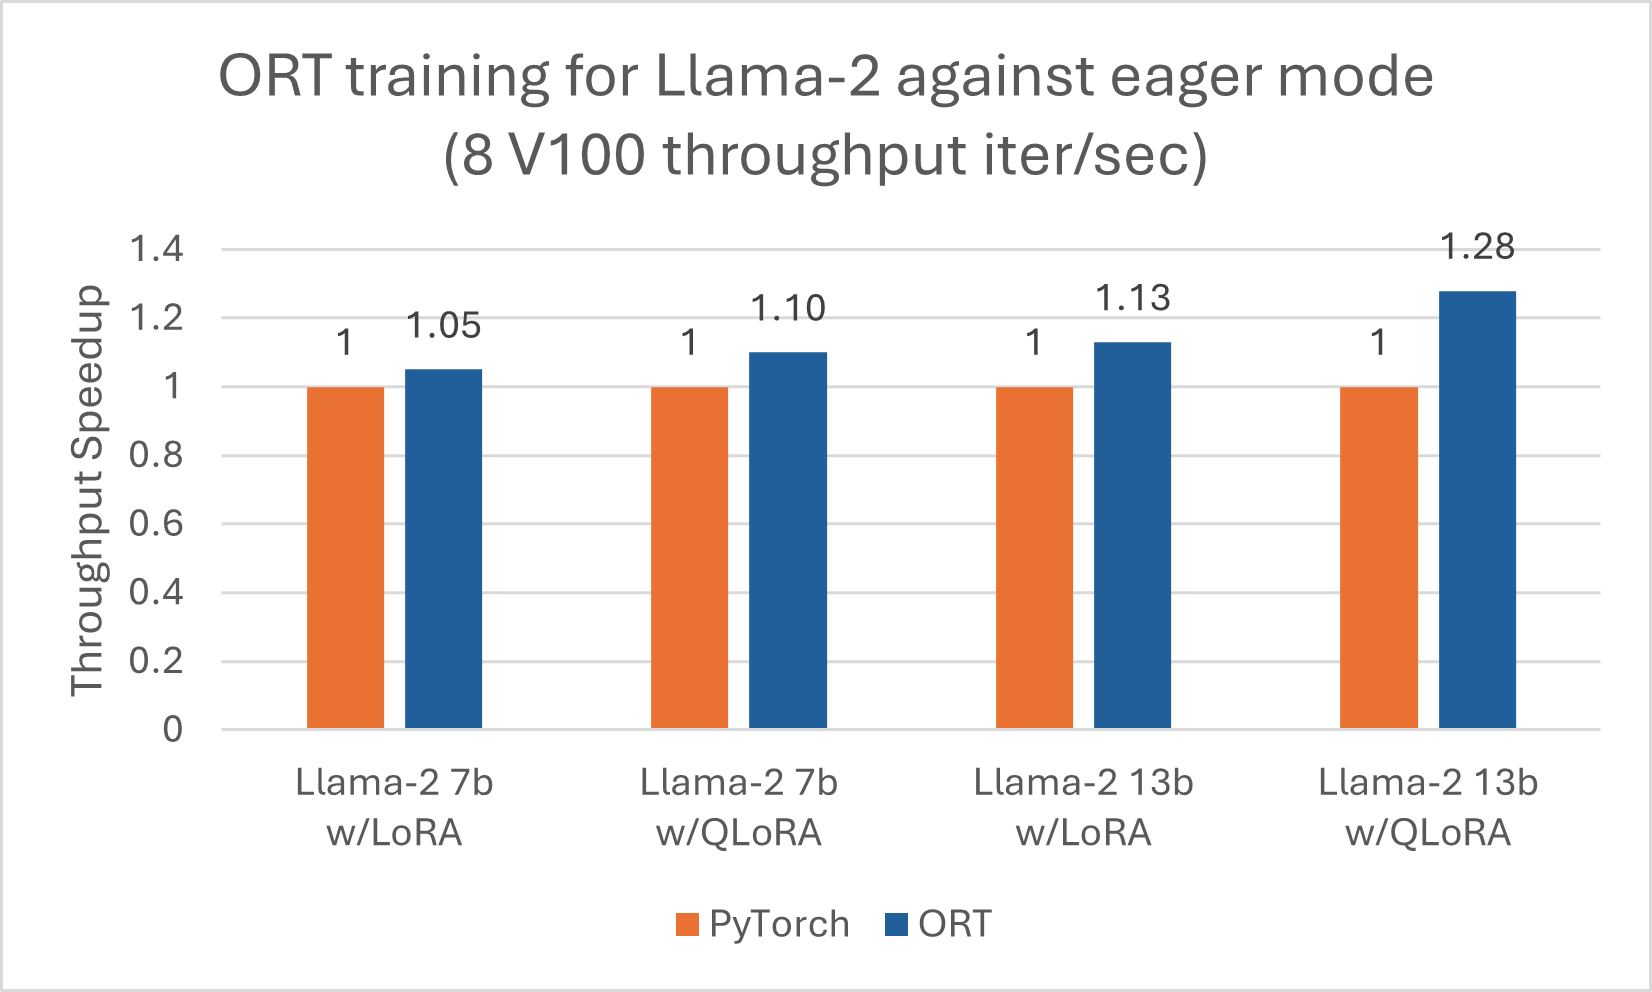 ORT training for Llama-2 against eager mode
(8 V100 throughput iter/sec)
Throughput Speedup
1.4
1.2
1
0.8
0.6
0.4
0.2
0
1
1.05
1
1.10
1
1.13
1
1.28
Llama-2 7b
w/LoRA
Llama-2 7b
w/QLoRA
Llama-2 13b
w/LoRA
Llama-2 13b
w/QLoRA
PyTorch
ORT